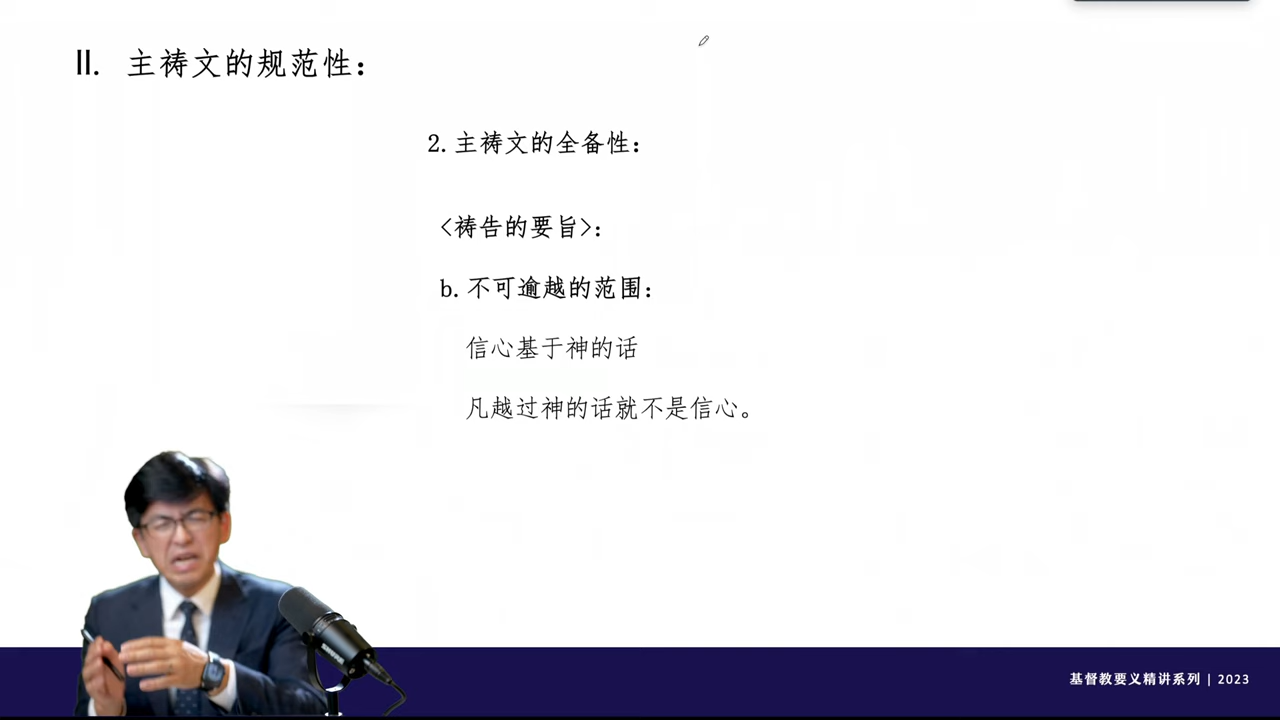 II. 主祷文的规范性：
2. 主祷文的全备性：
<祷告的要旨>：
b. 不可逾越的范围：
信心基于神的话
凡越过神的话就不是信心。
基督教要义精讲系列 | 2023